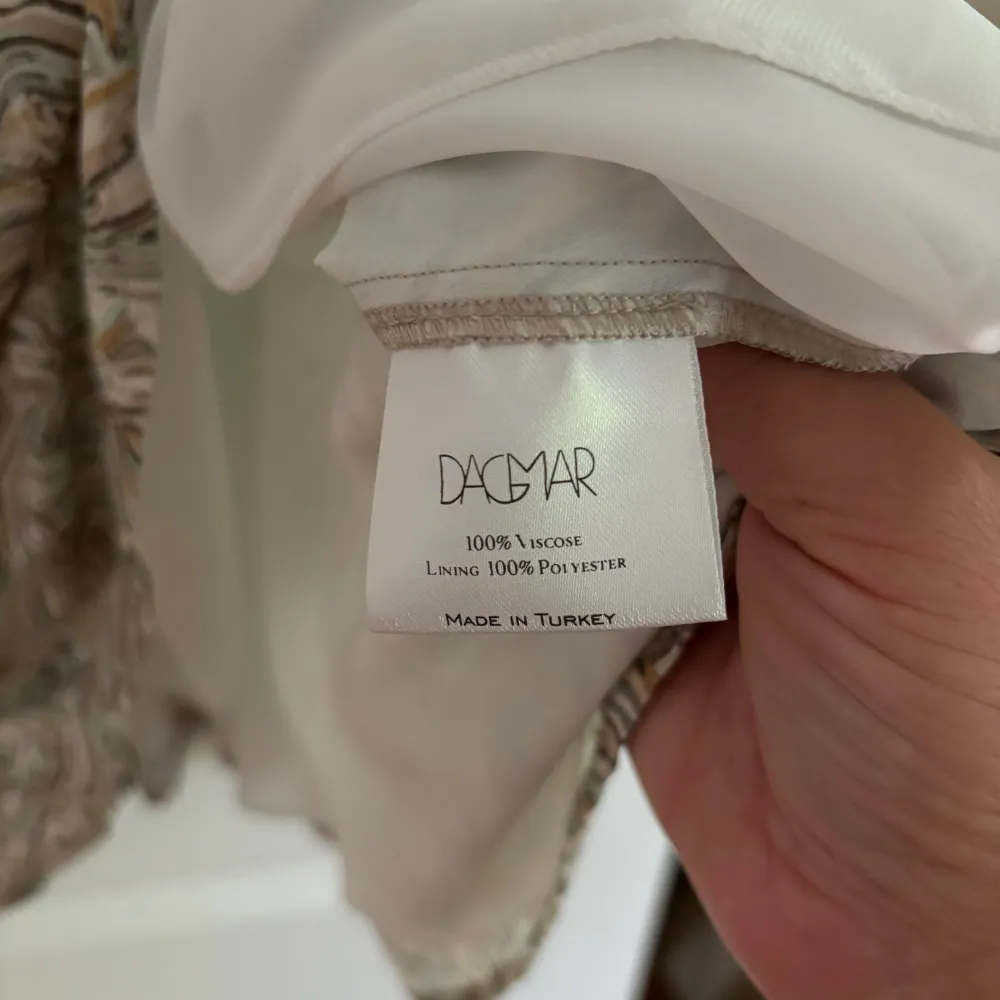 DAGMAR
100% Viscose
Lining 100% Polyester
Made in Turkey